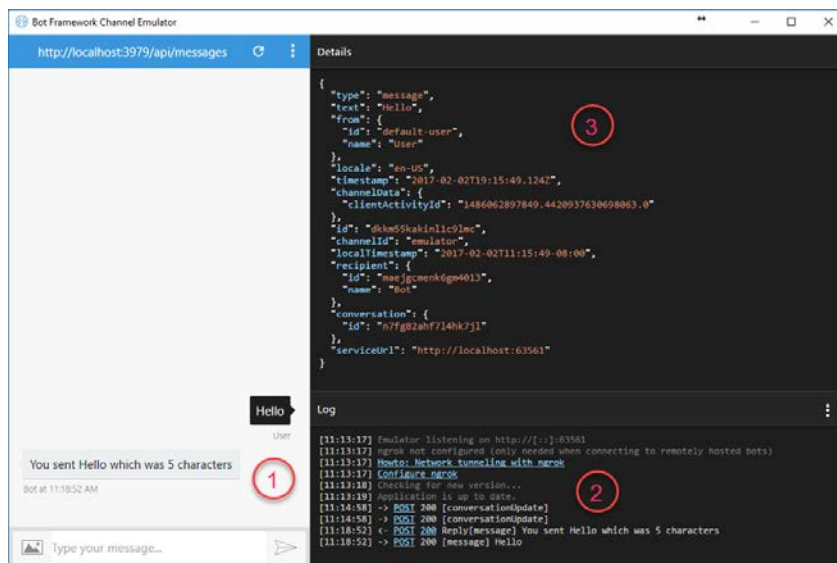 Bot Framework Channel Emulator
http://localhost:3979/api/messages
Hello
User
You sent Hello which was 5 characters
Bot at 11:18:52 AM
1
Type your message...
Details
{
"type": "message",
"text": "Hello",
"from": {
"id": "default-user",
"name": "User"
},
"locale": "en-US",
"timestamp": "2017-02-02T19:15:49.124Z",
"channelData": {
"clientActivityId": "1486062897849.4420937630698063.0"
},
"id": "dkkm55kakinl1c9lmc",
"channelId": "emulator",
"localTimestamp": "2017-02-02T11:15:49-08:00",
"recipient": {
"id": "maejgcmenk6gm4013",
"name": "Bot"
},
"conversation": {
"id": "n7fg82ahf7l4hk7jl"
},
"serviceUrl": "http://localhost:63561"
}
3
Log
[11:13:17] Emulator listening on http://[::]:63561
[11:13:17] ngrok not configured (only needed when connecting to remotely hosted bots)
[11:13:17] Howto: Network tunneling with ngrok
[11:13:17] Configure ngrok
[11:13:18] Checking for new version...
[11:13:19] Application is up to date.
[11:14:58] -> POST 200 [conversationUpdate]
[11:14:58] -> POST 200 [conversationUpdate]
[11:18:52] <- POST 200 Reply[message] You sent Hello which was 5 characters
[11:18:52] -> POST 200 [message] Hello
2